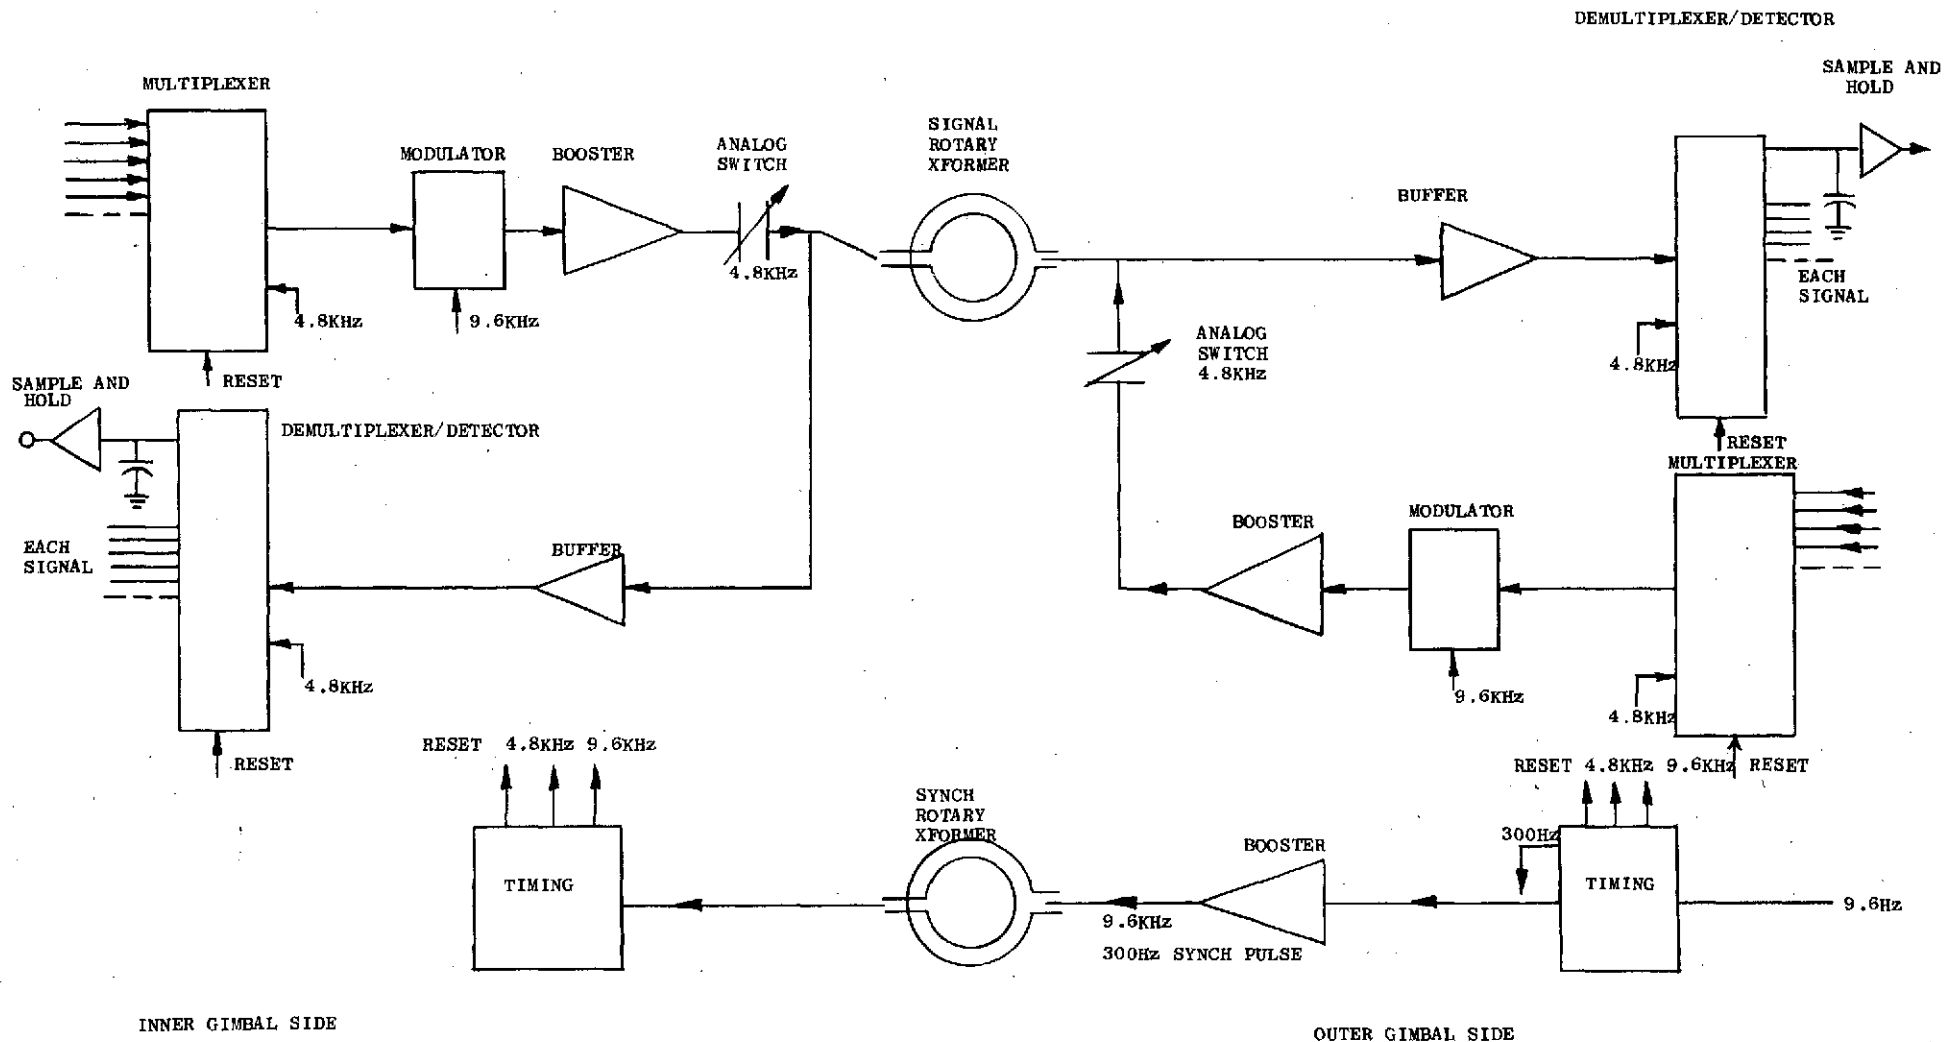 DEMULTIPLEXER/DETECTOR
SAMPLE AND
HOLD
MULTIPLEXER
MODULATOR
BOOSTER
ANALOG
SWITCH
4.8KHz
SIGNAL
ROTARY
XFORMER
BUFFER
EACH
SIGNAL
4.8KHz
9.6KHz
RESET
ANALOG
SWITCH
4.8KHz
4.8KHz
RESET
SAMPLE AND
HOLD
DEMULTIPLEXER/DETECTOR
EACH
SIGNAL
BUFFER
4.8KHz
RESET
MULTIPLEXER
MODULATOR
BOOSTER
9.6KHz
4.8KHz
RESET
RESET 4.8KHz 9.6KHz
TIMING
SYNCH
ROTARY
XFORMER
BOOSTER
9.6KHz
300Hz SYNCH PULSE
RESET 4.8KHz 9.6KHz
300Hz
TIMING
9.6Hz
INNER GIMBAL SIDE
OUTER GIMBAL SIDE